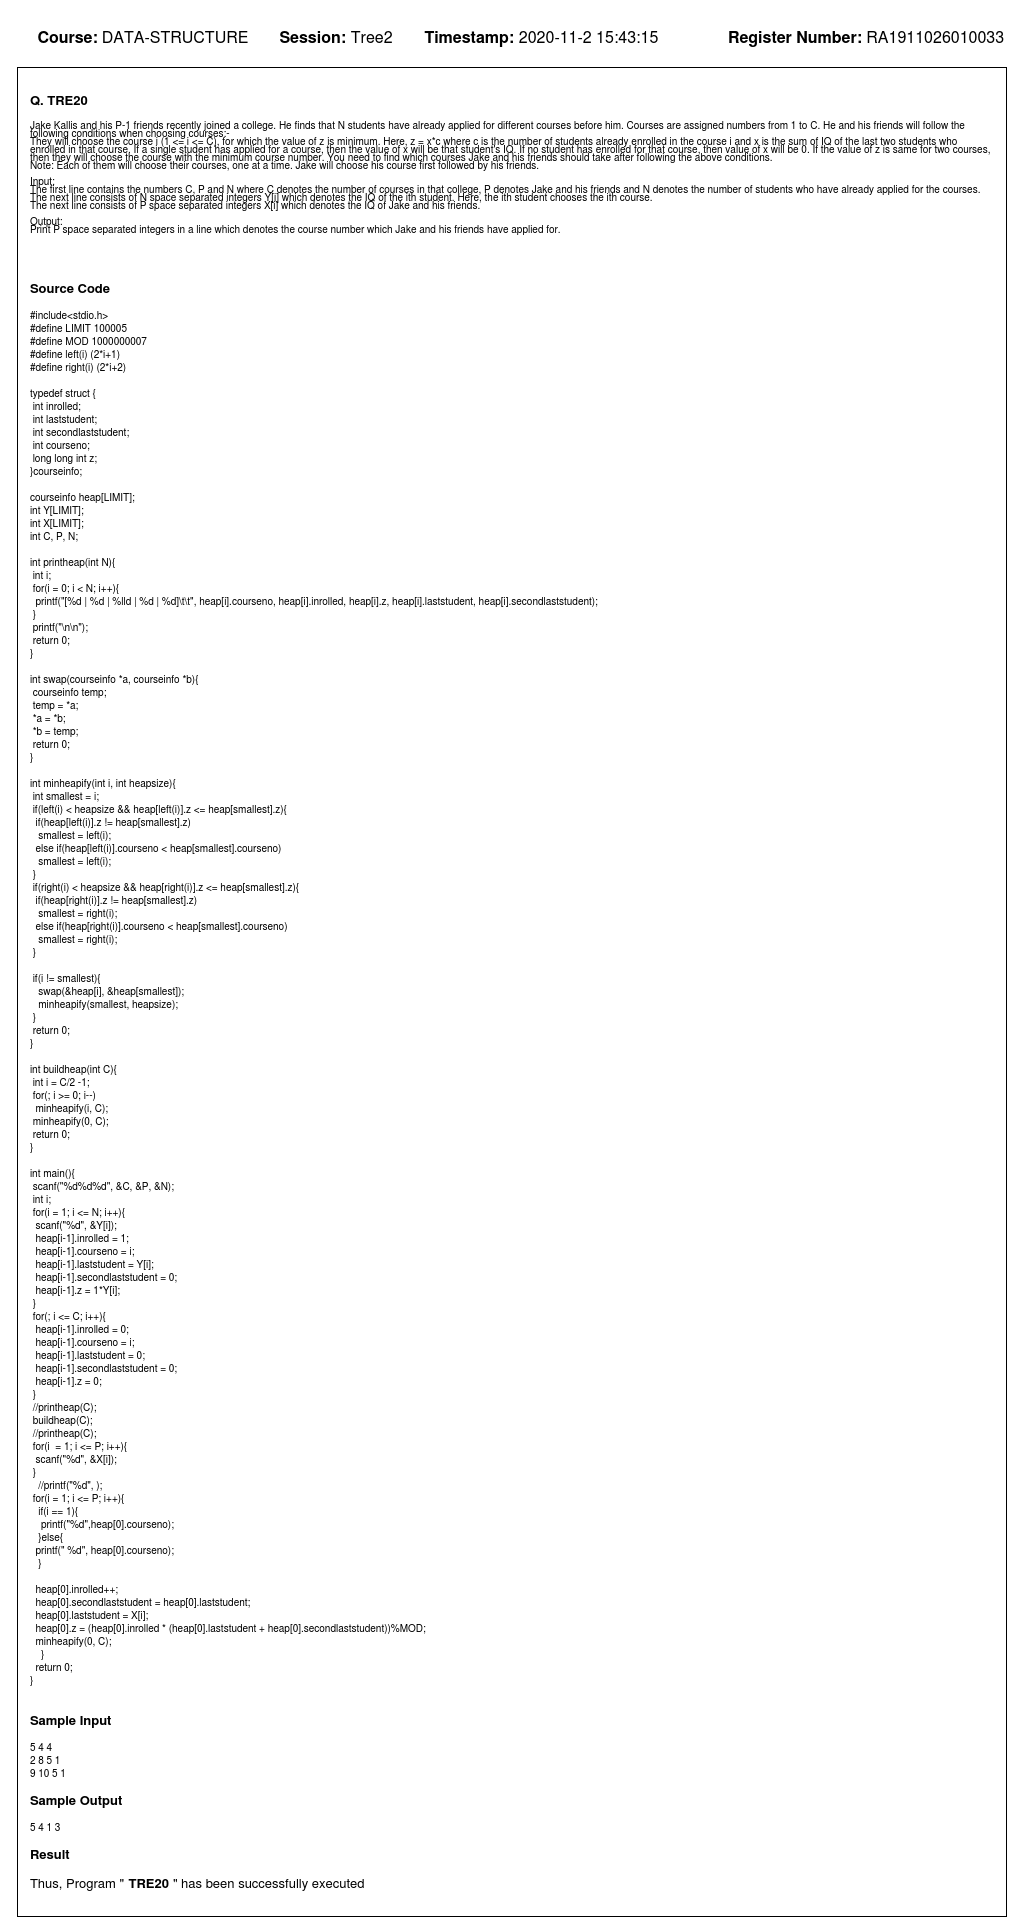 Course: DATA-STRUCTURE Session: Tree2 Timestamp: 2020-11-2 15:43:15 Register Number: RA1911026010033
Q. TRE20
Jake Kallis and his P-1 friends recently joined a college. He finds that N students have already applied for different courses before him. Courses are assigned numbers from 1 to C. He and his friends will follow the
following conditions when choosing courses:-
They will choose the course i (1 <= i <= C), for which the value of z is minimum. Here, z = x*c where c is the number of students already enrolled in the course i and x is the sum of IQ of the last two students who
enrolled in that course. If a single student has applied for a course, then the value of x will be that student's IQ. If no student has enrolled for that course, then value of x will be 0. If the value of z is same for two courses,
then they will choose the course with the minimum course number. You need to find which courses Jake and his friends should take after following the above conditions.
Note: Each of them will choose their courses, one at a time. Jake will choose his course first followed by his friends.
Input:
The first line contains the numbers C, P and N where C denotes the number of courses in that college, P denotes Jake and his friends and N denotes the number of students who have already applied for the courses.
The next line consists of N space separated integers Y[i] which denotes the IQ of the ith student. Here, the ith student chooses the ith course.
The next line consists of P space separated integers X[i] which denotes the IQ of Jake and his friends.
Output:
Print P space separated integers in a line which denotes the course number which Jake and his friends have applied for.
Source Code
#include<stdio.h>
#define LIMIT 100005
#define MOD 1000000007
#define left(i) (2*i+1)
#define right(i) (2*i+2)
typedef struct {
int inrolled;
int laststudent;
int secondlaststudent;
int courseno;
long long int z;
}courseinfo;
courseinfo heap[LIMIT];
int Y[LIMIT];
int X[LIMIT];
int C, P, N;
int printheap(int N){
int i;
for(i = 0; i < N; i++){
printf("[%d | %d | %lld | %d | %d]\t\t", heap[i].courseno, heap[i].inrolled, heap[i].z, heap[i].laststudent, heap[i].secondlaststudent);
}
printf("\n\n");
return 0;
}
int swap(courseinfo *a, courseinfo *b){
courseinfo temp;
temp = *a;
*a = *b;
*b = temp;
return 0;
}
int minheapify(int i, int heapsize){
int smallest = i;
if(left(i) < heapsize && heap[left(i)].z <= heap[smallest].z){
if(heap[left(i)].z != heap[smallest].z)
smallest = left(i);
else if(heap[left(i)].courseno < heap[smallest].courseno)
smallest = left(i);
}
if(right(i) < heapsize && heap[right(i)].z <= heap[smallest].z){
if(heap[right(i)].z != heap[smallest].z)
smallest = right(i);
else if(heap[right(i)].courseno < heap[smallest].courseno)
smallest = right(i);
}
if(i != smallest){
swap(&heap[i], &heap[smallest]);
minheapify(smallest, heapsize);
}
return 0;
}
int buildheap(int C){
int i = C/2 -1;
for(; i >= 0; i--)
minheapify(i, C);
minheapify(0, C);
return 0;
}
int main(){
scanf("%d%d%d", &C, &P, &N);
int i;
for(i = 1; i <= N; i++){
scanf("%d", &Y[i]);
heap[i-1].inrolled = 1;
heap[i-1].courseno = i;
heap[i-1].laststudent = Y[i];
heap[i-1].secondlaststudent = 0;
heap[i-1].z = 1*Y[i];
}
for(; i <= C; i++){
heap[i-1].inrolled = 0;
heap[i-1].courseno = i;
heap[i-1].laststudent = 0;
heap[i-1].secondlaststudent = 0;
heap[i-1].z = 0;
}
//printheap(C);
buildheap(C);
//printheap(C);
for(i  = 1; i <= P; i++){
scanf("%d", &X[i]);
}
//printf("%d", );
for(i = 1; i <= P; i++){
if(i == 1){
printf("%d",heap[0].courseno);
}else{
printf(" %d", heap[0].courseno);
}
heap[0].inrolled++;
heap[0].secondlaststudent = heap[0].laststudent;
heap[0].laststudent = X[i];
heap[0].z = (heap[0].inrolled * (heap[0].laststudent + heap[0].secondlaststudent))%MOD;
minheapify(0, C);
}
return 0;
}
Sample Input
5 4 4
2 8 5 1
9 10 5 1
Sample Output
5 4 1 3
Result
Thus, Program " TRE20 " has been successfully executed